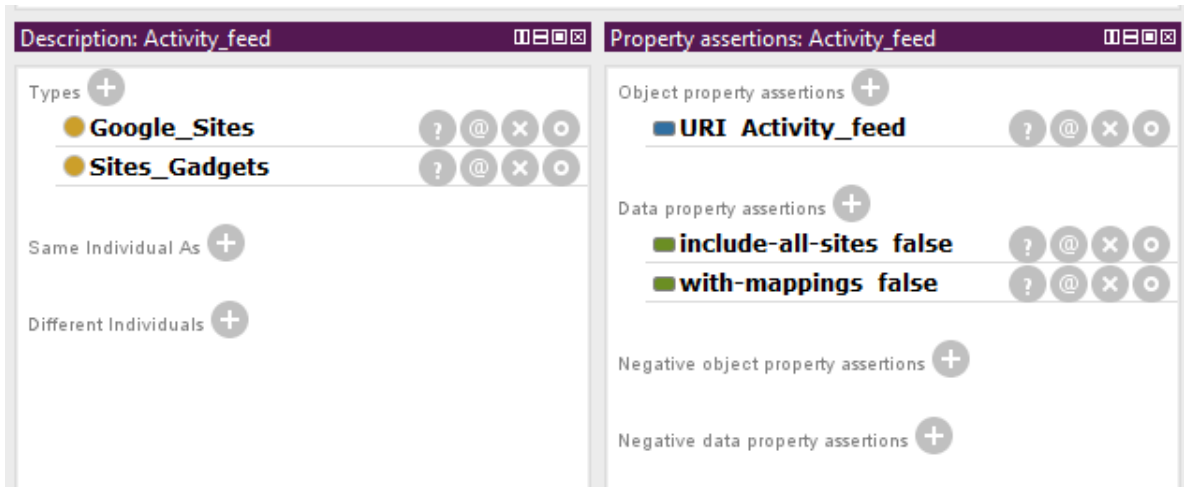 Description: Activity_feed
Types
Google_Sites
Sites_Gadgets
Same Individual As
Different Individuals
Property assertions: Activity_feed
Object property assertions
URI Activity_feed
Data property assertions
include-all-sites false
with-mappings false
Negative object property assertions
Negative data property assertions